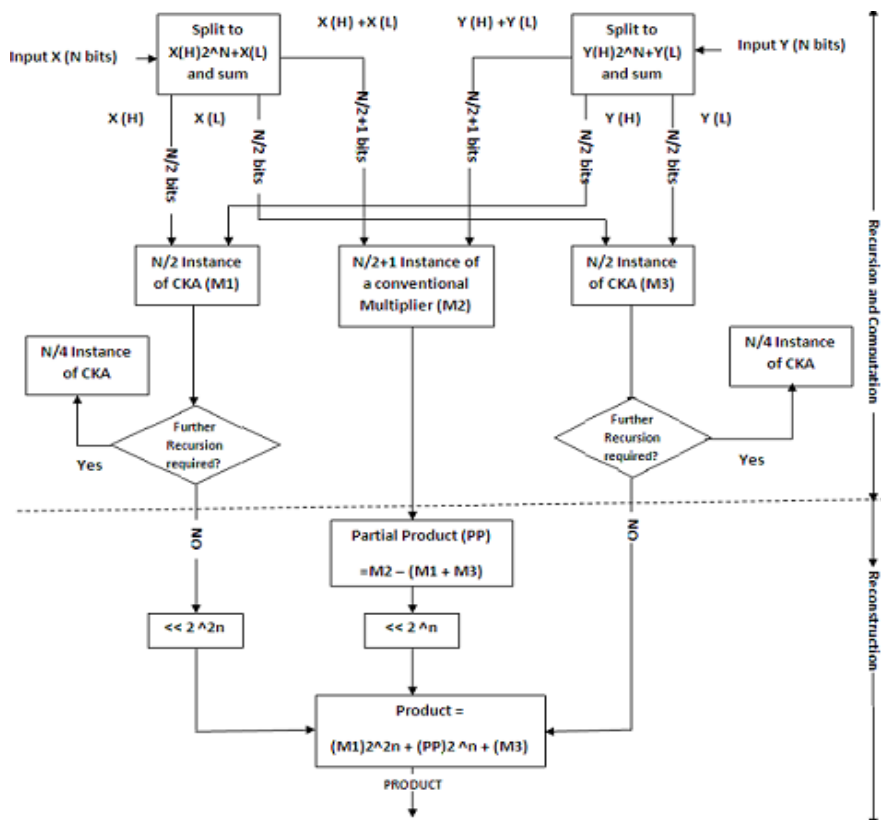 X (H) +X (L)
Y (H) +Y (L)
Input X (N bits)
Split to
X(H)2^N+X(L)
and sum
Split to
Y(H)2^N+Y(L)
and sum
Input Y (N bits)
X (H)
X (L)
Y (H)
Y (L)
N/2 bits
N/2 bits
N/2+1 bits
N/2+1 bits
N/2 bits
N/2 bits
N/2 Instance
of CKA (M1)
N/2+1 Instance of
a conventional
Multiplier (M2)
N/2 Instance
of CKA (M3)
Recursion and Computation
N/4 Instance
of CKA
N/4 Instance
of CKA
Further
Recursion
required?
Yes
Further
Recursion
required?
Yes
NO
NO
Partial Product (PP)
=M2 – (M1 + M3)
<< 2 ^2n
<< 2 ^n
Reconstruction
Product =
(M1)2^2n + (PP)2 ^n + (M3)
PRODUCT